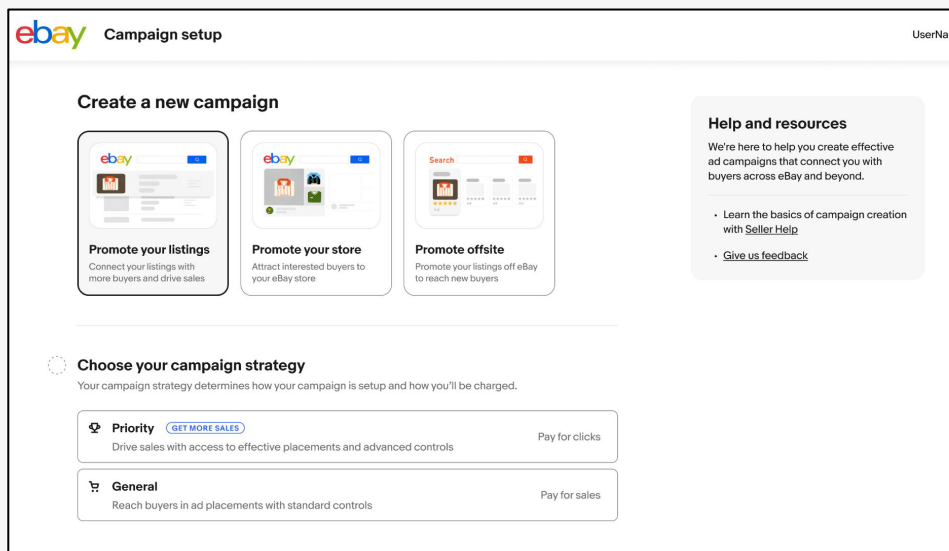 ebay Campaign setup
UserNa
Create a new campaign
ebay
Promote your listings
Connect your listings with
more buyers and drive sales
ebay
Promote your store
Attract interested buyers to
your eBay store
Search
Promote offsite
Promote your listings off eBay
to reach new buyers
Help and resources
We're here to help you create effective
ad campaigns that connect you with
buyers across eBay and beyond.
• Learn the basics of campaign creation
with Seller Help
• Give us feedback
Choose your campaign strategy
Your campaign strategy determines how your campaign is setup and how you'll be charged.
Priority GET MORE SALES
Drive sales with access to effective placements and advanced controls
Pay for clicks
General
Reach buyers in ad placements with standard controls
Pay for sales